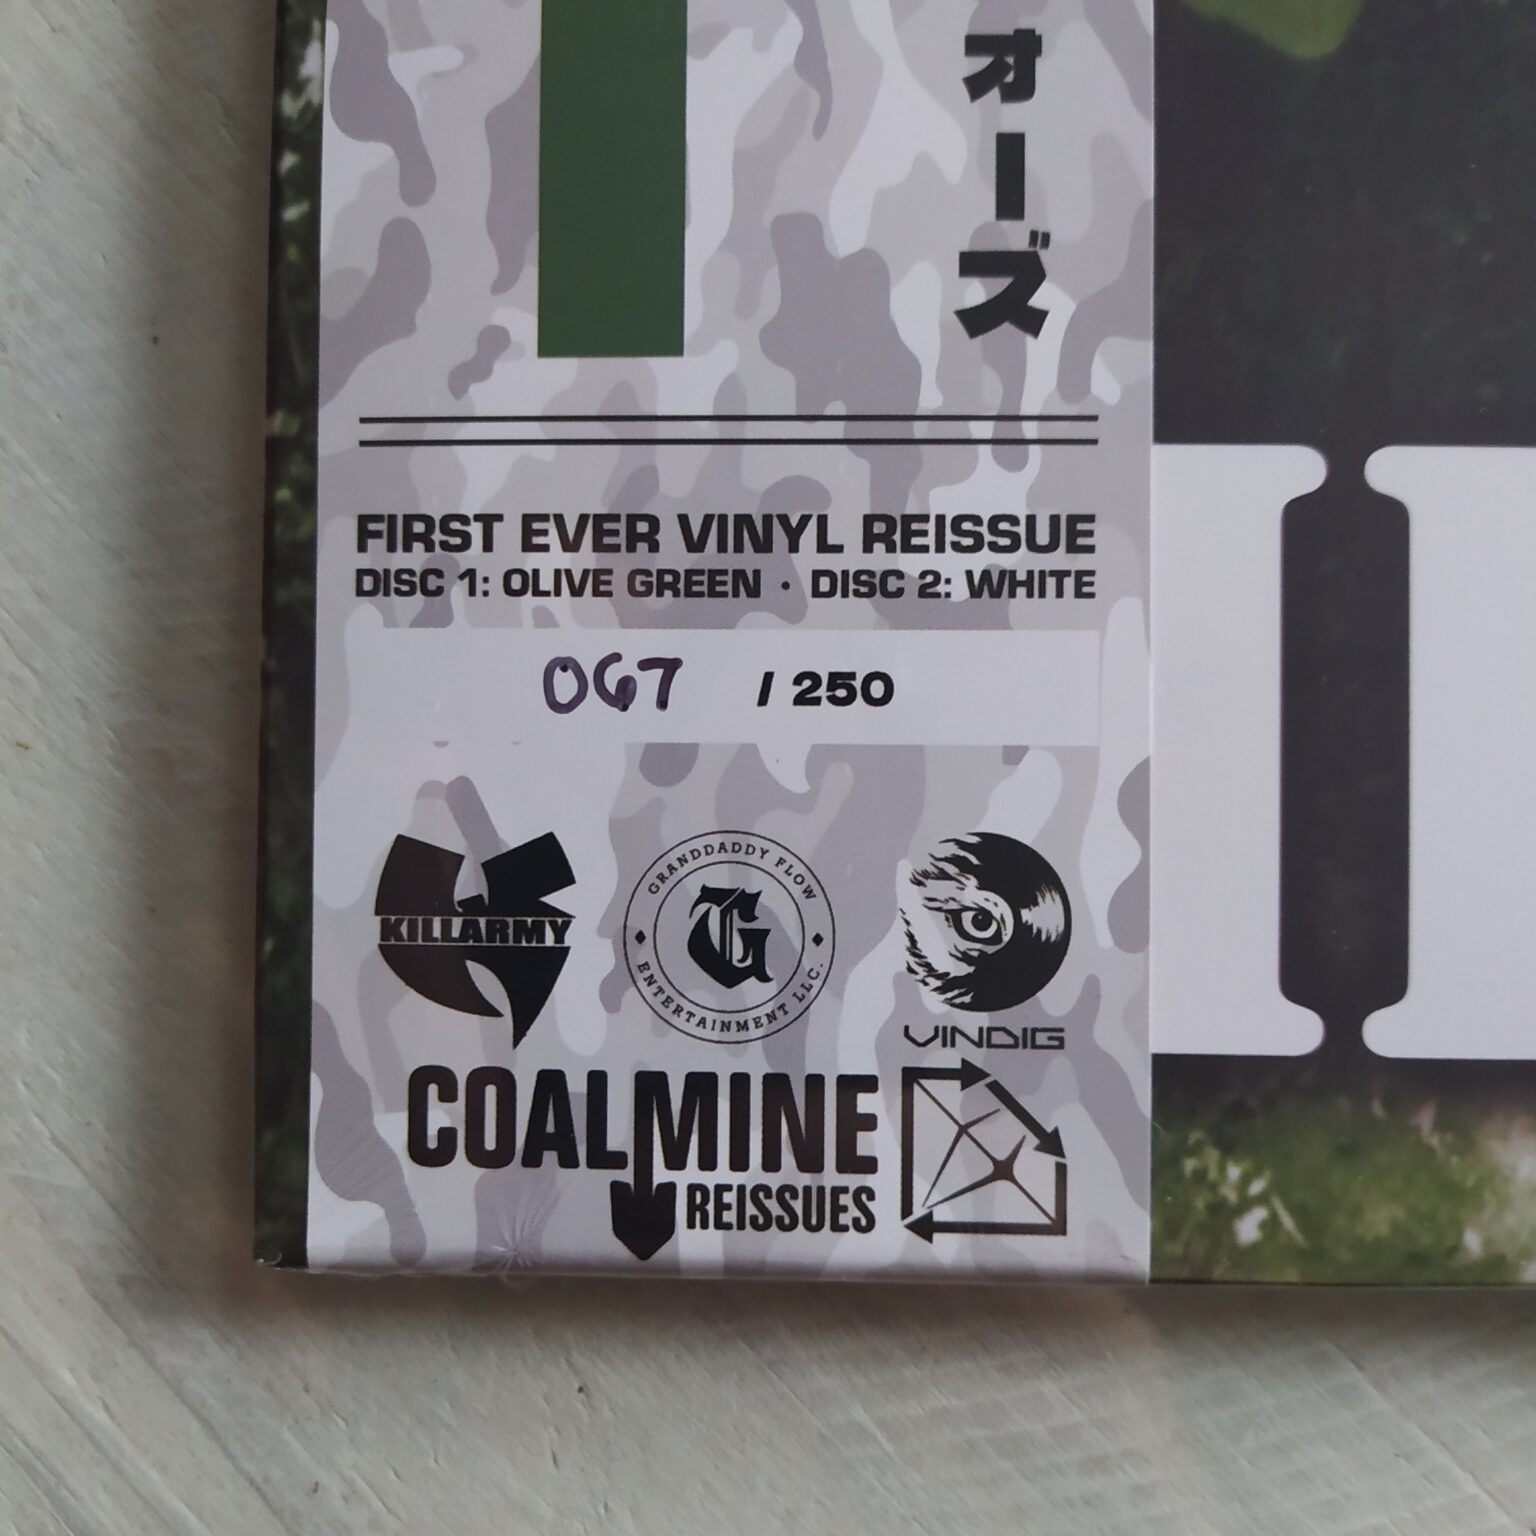 オーズ
FIRST EVER VINYL REISSUE
DISC 1: OLIVE GREEN · DISC 2: WHITE
067 / 250
KILLARMY
GRANDDADDY FLOW
G
ENTERTAINMENT LLC.
VINDIG
COALMINE
REISSUES